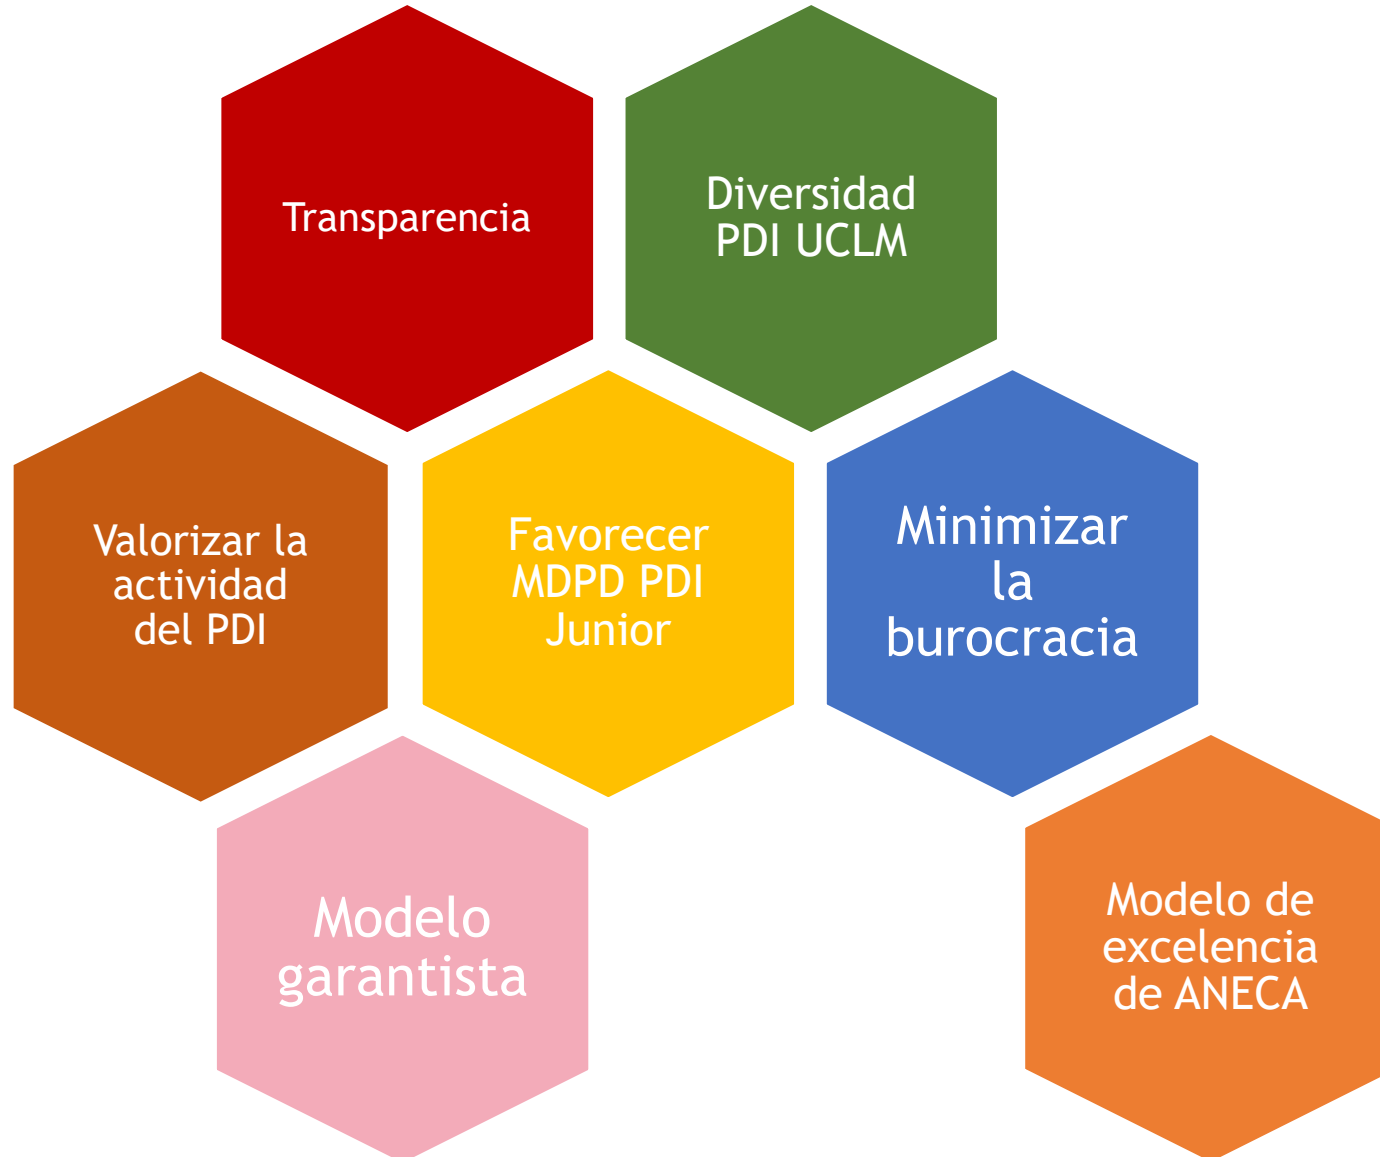 Transparencia
Diversidad
PDI UCLM
Valorizar la
actividad
del PDI
Favorecer
MDPD PDI
Junior
Minimizar
la
burocracia
Modelo
garantista
Modelo de
excelencia
de ANECA